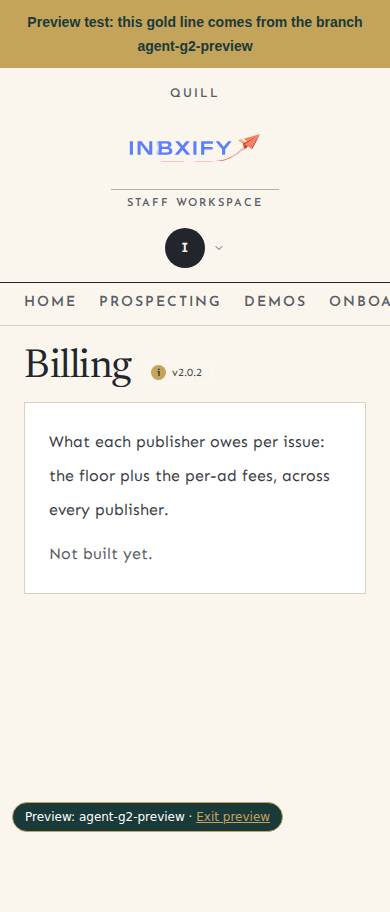 Preview test: this gold line comes from the branch
agent-g2-preview
QUILL
INBXIFY
STAFF WORKSPACE
I
HOME PROSPECTING DEMOS ONBOA
Billing i v2.0.2
What each publisher owes per issue:
the floor plus the per-ad fees, across
every publisher.
Not built yet.
Preview: agent-g2-preview · Exit preview